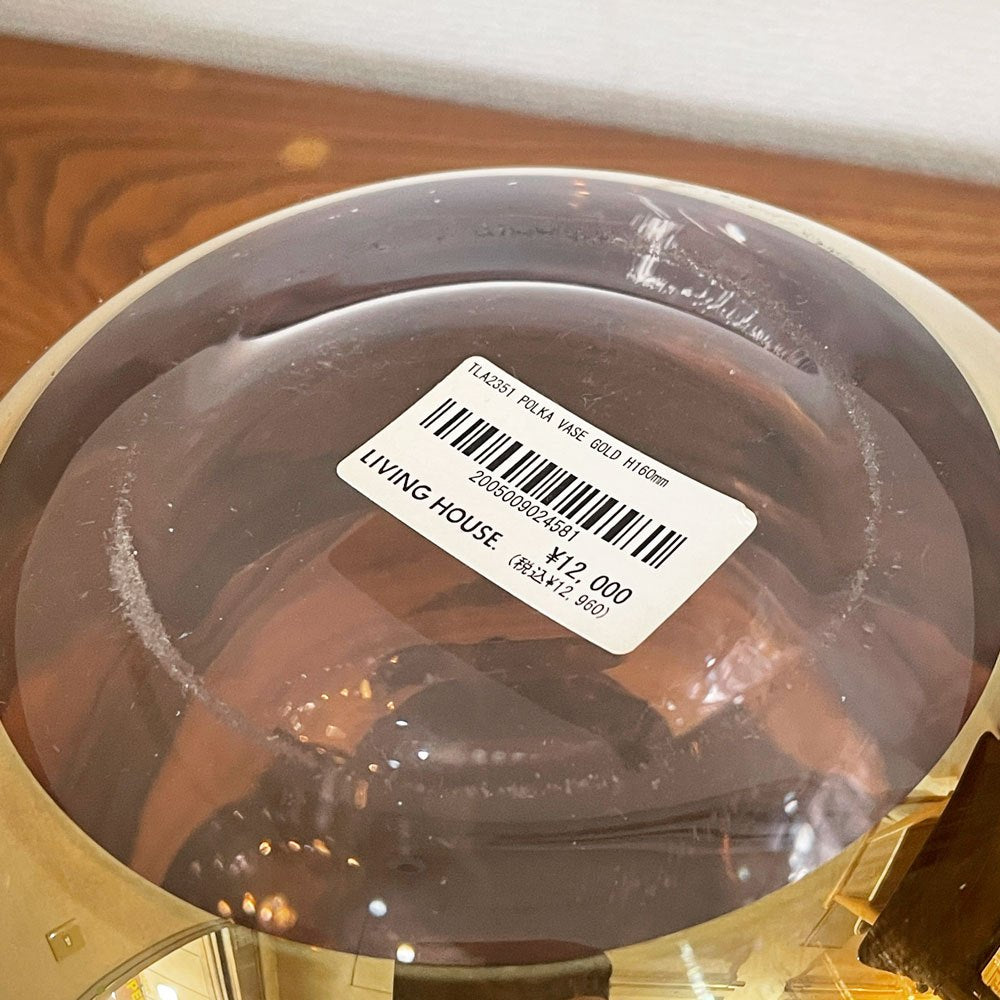 TLA2351 POLKA VASE GOLD H160mm
2005009024581
LIVING HOUSE.
¥12,000
(税込¥12,960)